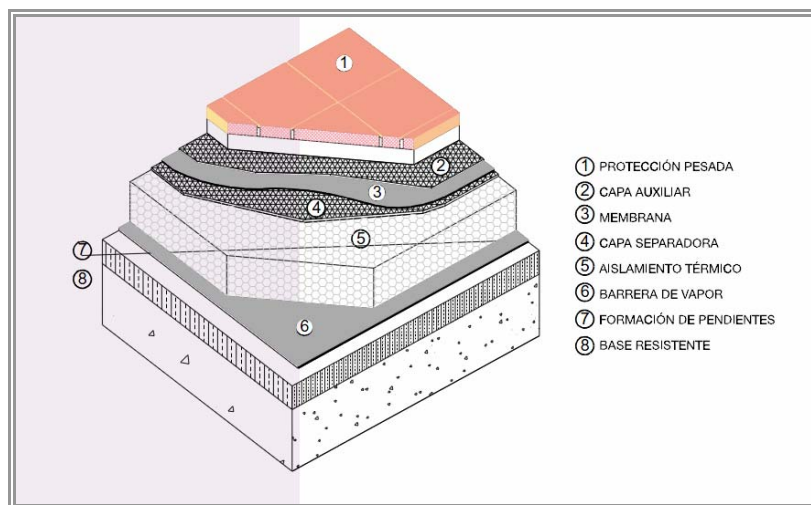 1
2
3
4
5
6
7
8
1 PROTECCIÓN PESADA
2 CAPA AUXILIAR
3 MEMBRANA
4 CAPA SEPARADORA
5 AISLAMIENTO TÉRMICO
6 BARRERA DE VAPOR
7 FORMACIÓN DE PENDIENTES
8 BASE RESISTENTE